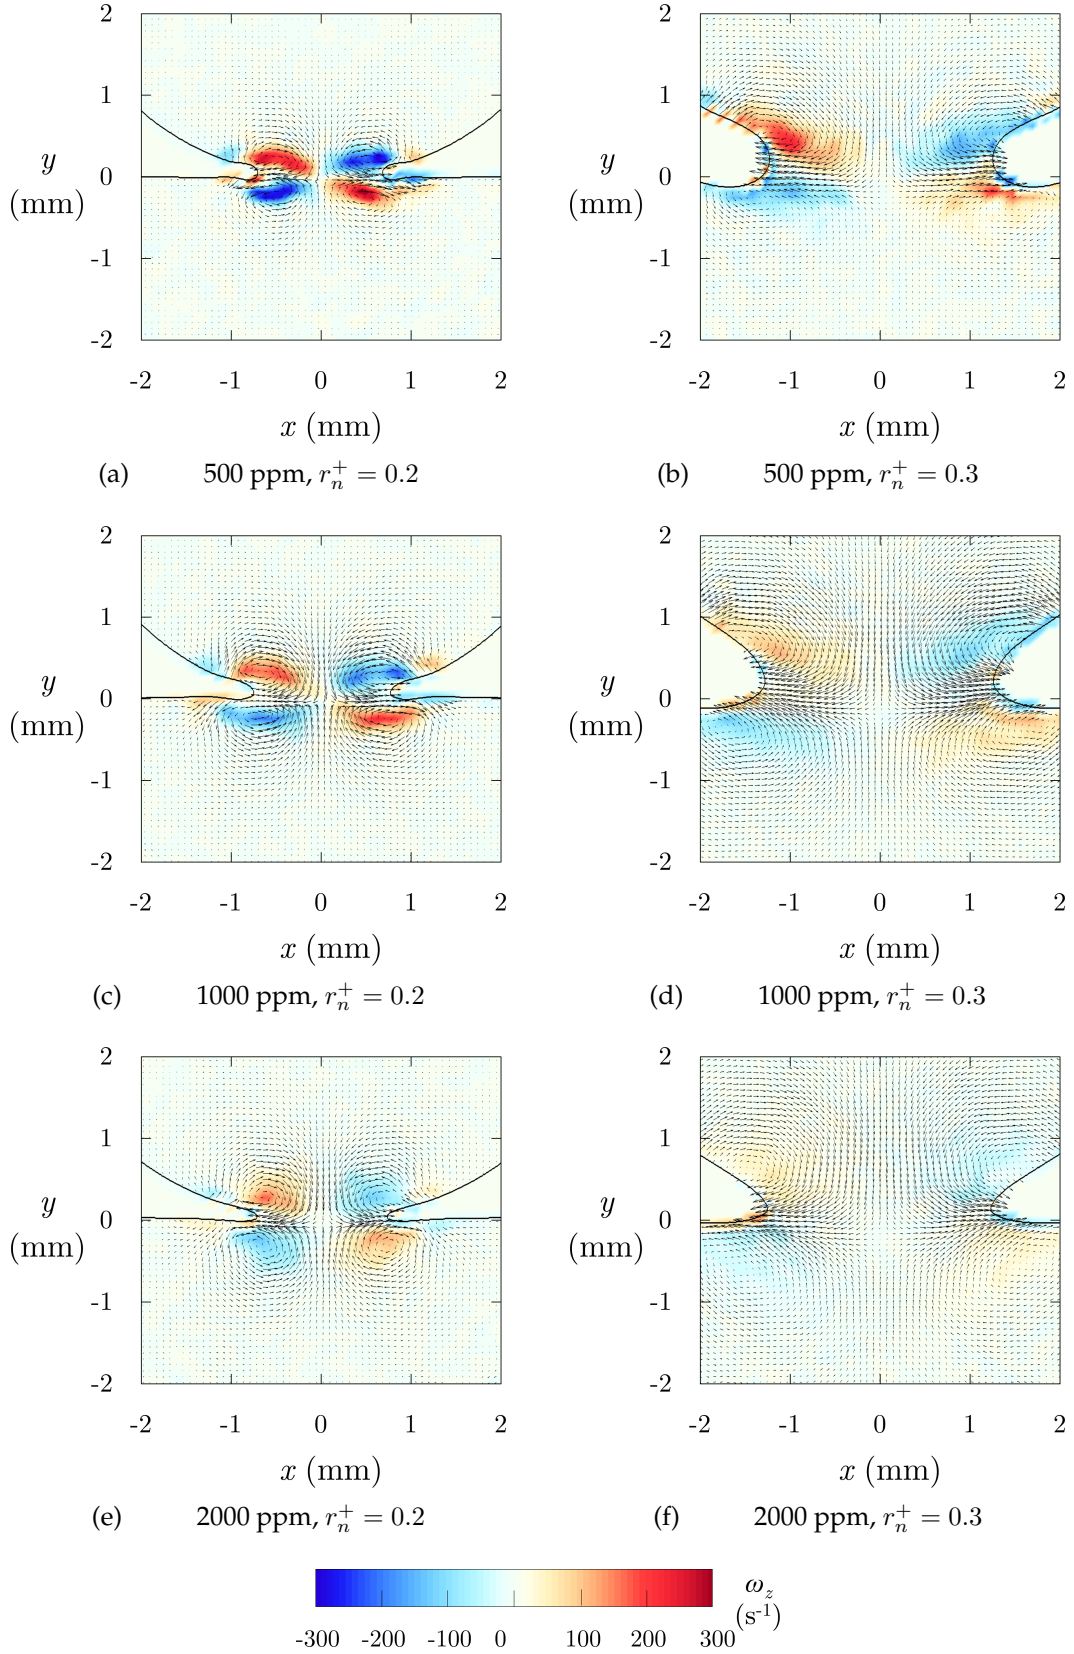 2 2
1 1
y y
0 0
(mm) (mm)
-1 -1
-2 -2
-2 -1 0 1 2 -2 -1 0 1 2
x (mm) x (mm)
(a) 500 ppm, r_n^+ = 0.2 (b) 500 ppm, r_n^+ = 0.3
2 2
1 1
y y
0 0
(mm) (mm)
-1 -1
-2 -2
-2 -1 0 1 2 -2 -1 0 1 2
x (mm) x (mm)
(c) 1000 ppm, r_n^+ = 0.2 (d) 1000 ppm, r_n^+ = 0.3
2 2
1 1
y y
0 0
(mm) (mm)
-1 -1
-2 -2
-2 -1 0 1 2 -2 -1 0 1 2
x (mm) x (mm)
(e) 2000 ppm, r_n^+ = 0.2 (f) 2000 ppm, r_n^+ = 0.3
ω_z
(s⁻¹)
-300 -200 -100 0 100 200 300